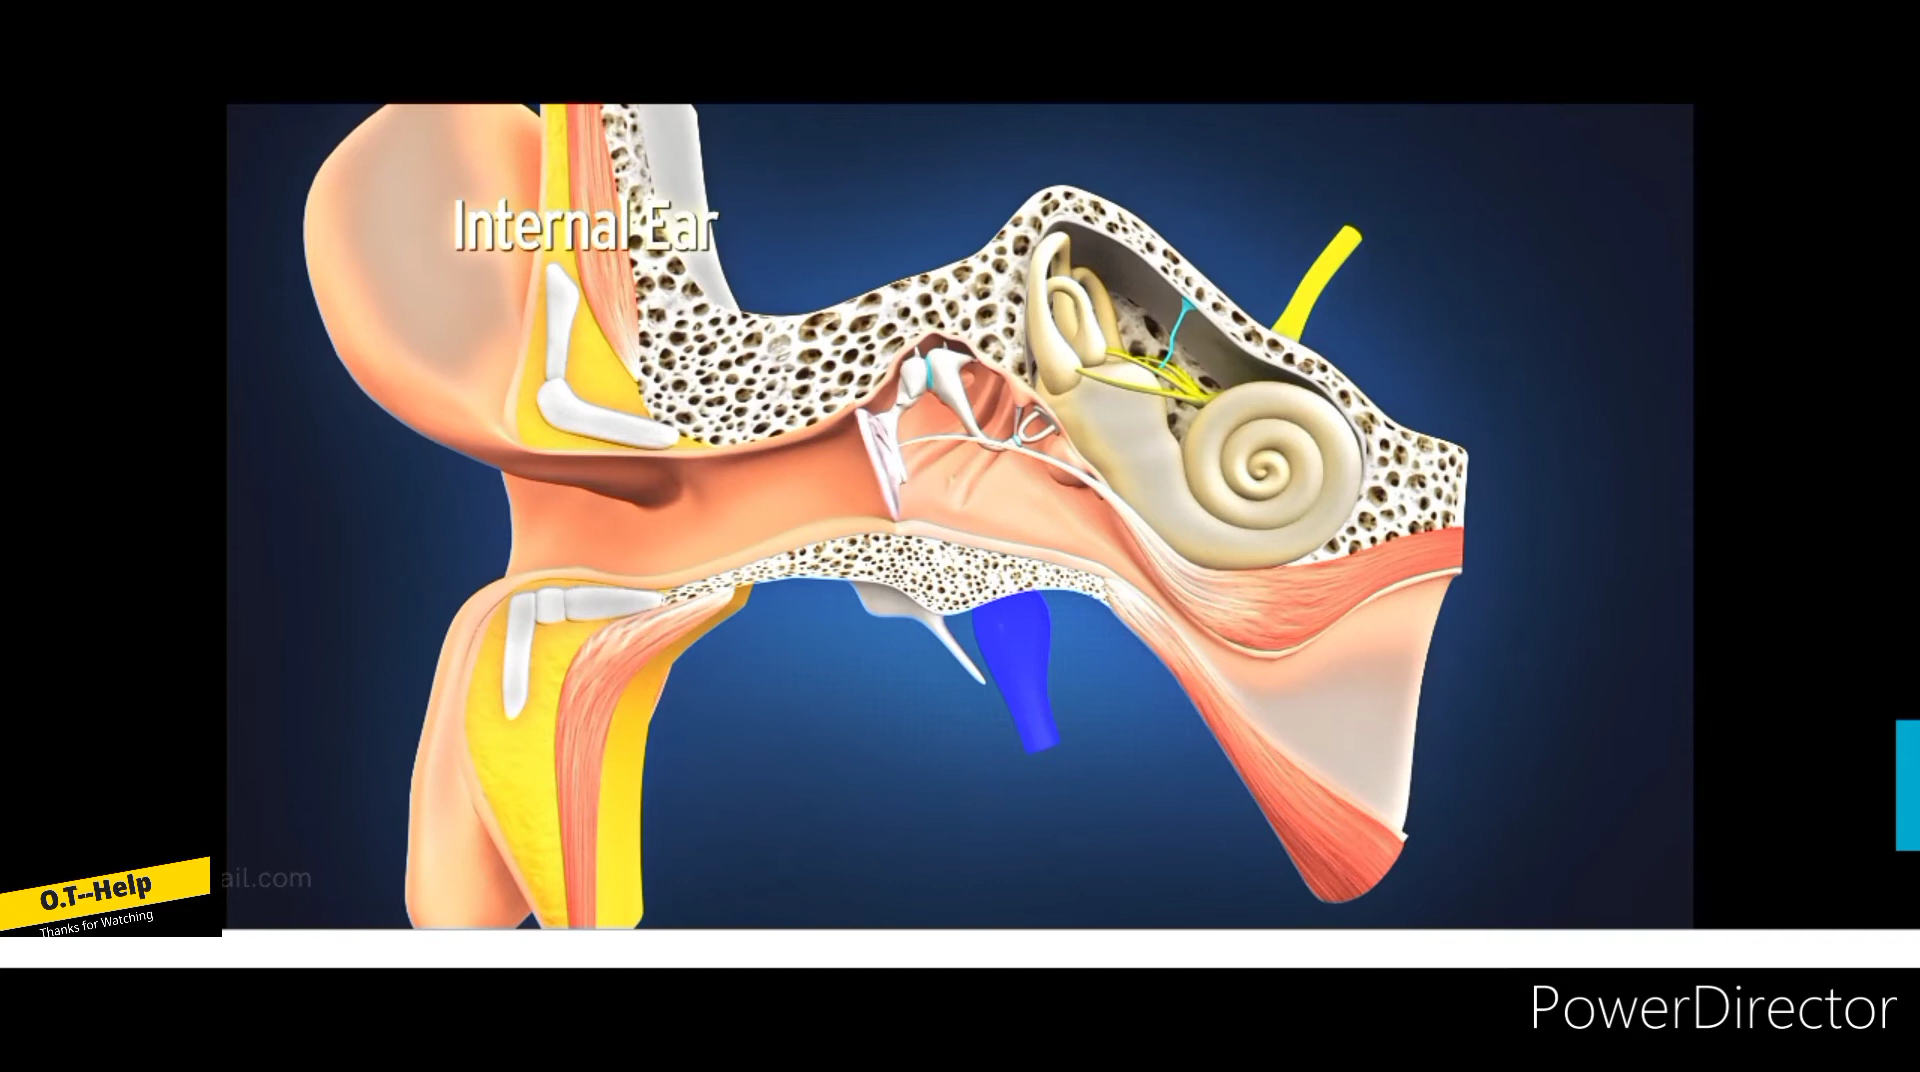 Internal Ear
ail.com
O.T--Help
Thanks for Watching
PowerDirector